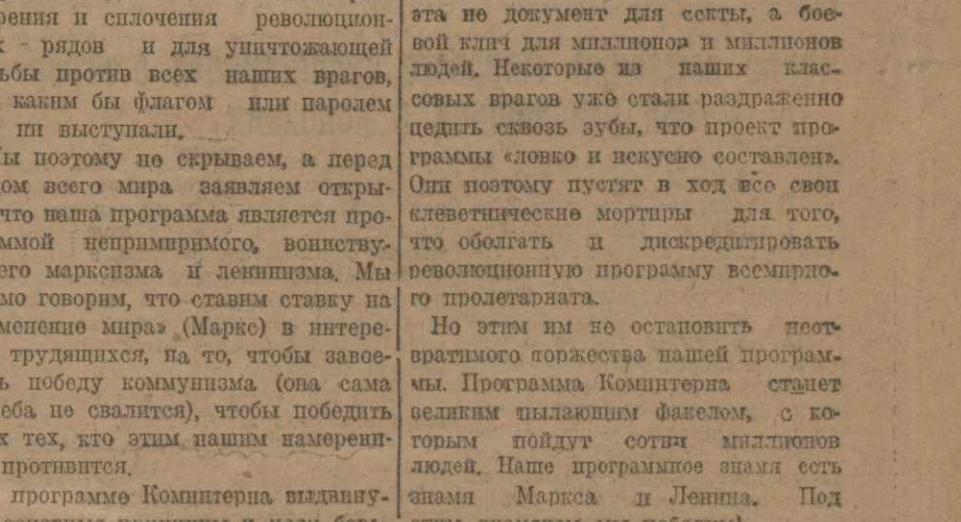 рения и сплочения революцион-
рядов и для уничтожающей
ьбы против всех наших врагов,
каким бы флагом или паролем
ни выступали.
ы поэтому не скрываем, а перед
ом всего мира заявляем откры-
что наша программа является про-
ммой непримиримого, воинству-
его марксизма и ленинизма. Мы
мо говорим, что ставим ставку на
менение мира» (Маркс) в интере-
трудящихся, на то, чтобы завое-
ь победу коммунизма (она сама
еба не свалится), чтобы победить
х тех, кто этим нашим намерени-
противится.
программе Коминтерна выдвину-
эта не документ для секты, а бое-
вой клич для миллионов и миллионов
людей. Некоторые из наших клас-
совых врагов уже стали раздраженно
цедить сквозь зубы, что проект про-
граммы «ловко и искусно составлен».
Они поэтому пустят в ход все свои
клеветнические мортиры для того,
что оболгать и дискредитировать
революционную программу всемирно-
го пролетариата.
Но этим им не остановить неот-
вратимого торжества нашей програм-
мы. Программа Коминтерна станет
великим пылающим факелом, с ко-
торым пойдут сотни миллионов
людей. Наше программное знамя есть
знамя Маркса и Ленина. Под